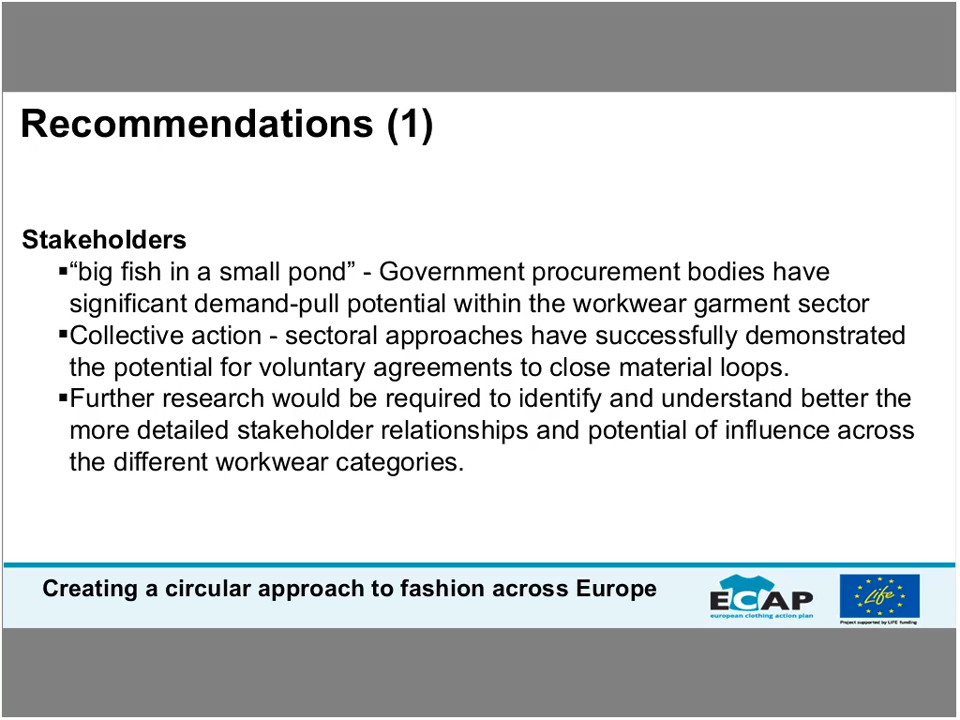 Recommendations (1)
Stakeholders
▪“big fish in a small pond” - Government procurement bodies have
significant demand-pull potential within the workwear garment sector
▪Collective action - sectoral approaches have successfully demonstrated
the potential for voluntary agreements to close material loops.
▪Further research would be required to identify and understand better the
more detailed stakeholder relationships and potential of influence across
the different workwear categories.
Creating a circular approach to fashion across Europe
ECAP
european clothing action plan
Life
Project supported by LIFE funding